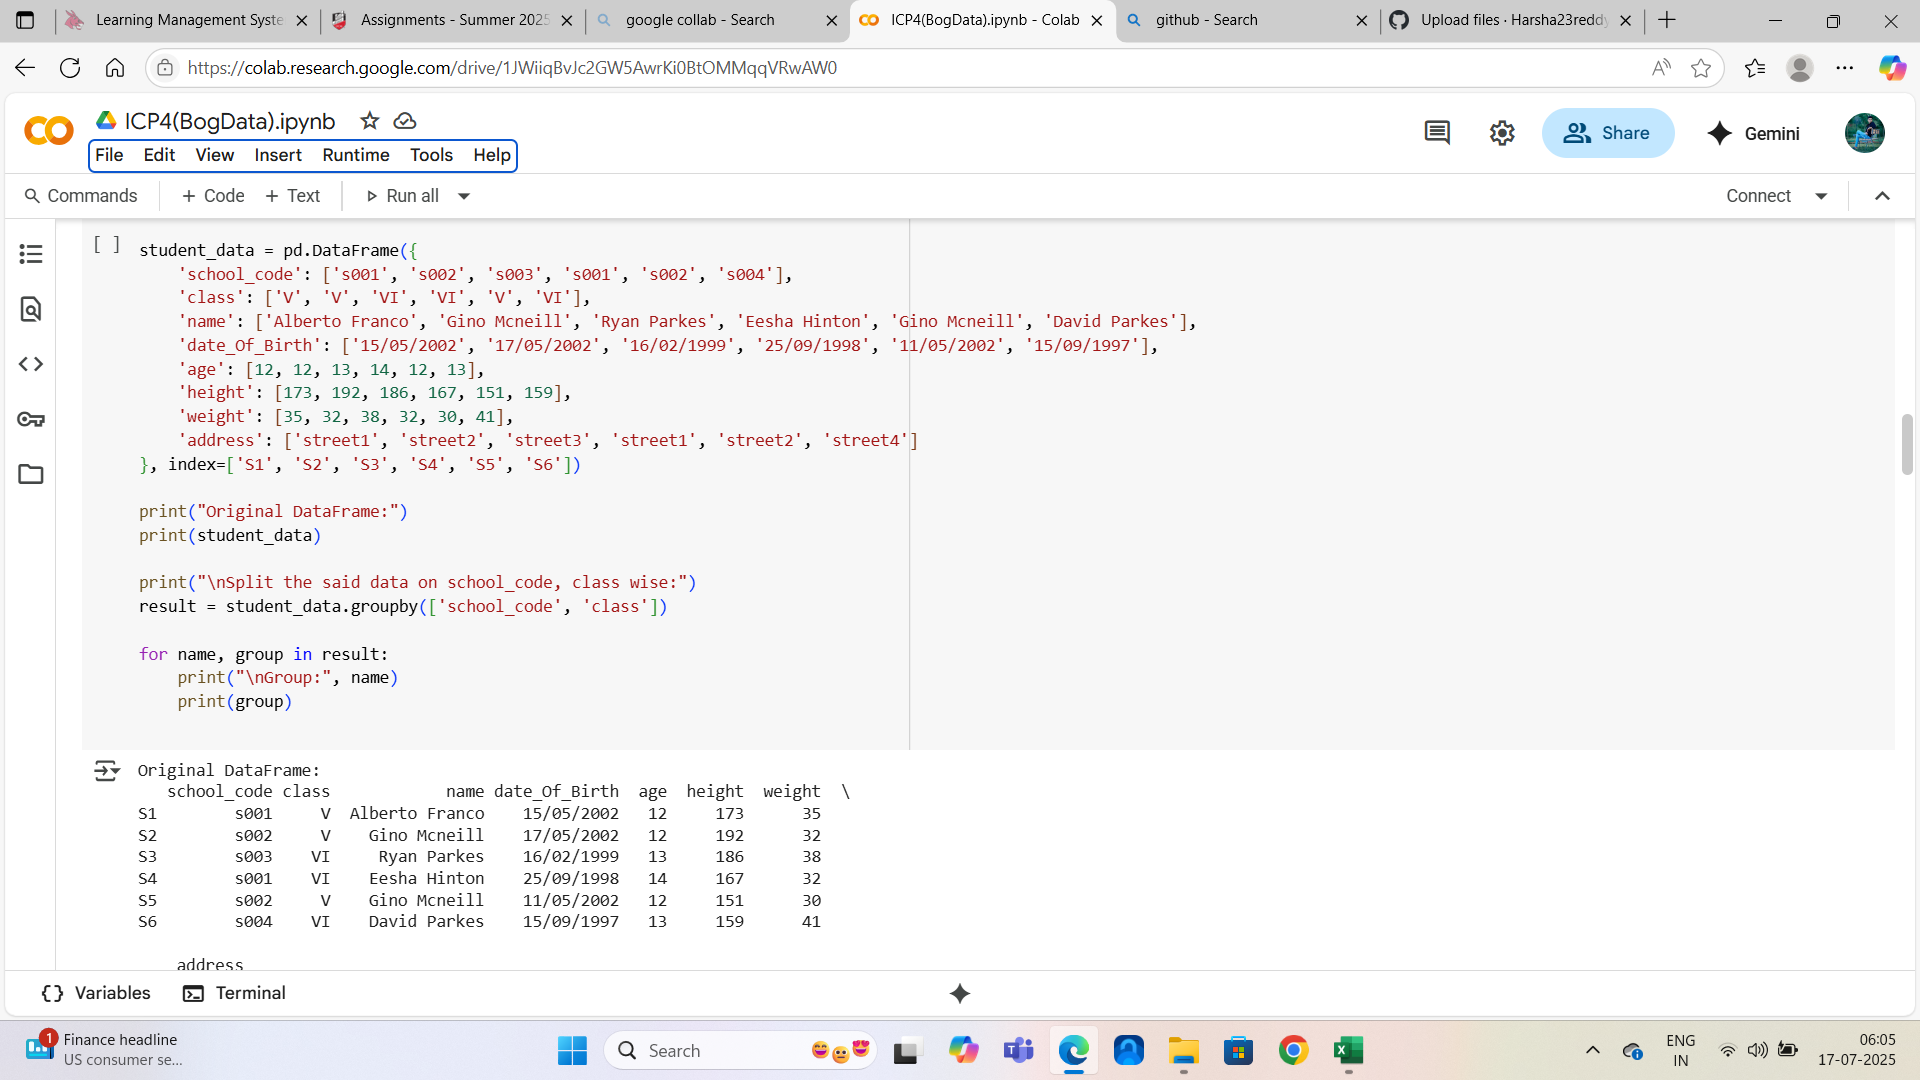 Learning Management Syste
Assignments - Summer 2025
google collab - Search
ICP4(BogData).ipynb - Colab
github - Search
Upload files · Harsha23reddy
https://colab.research.google.com/drive/1JWiiqBvJc2GW5AwrKi0BtOMMqqVRwAW0
ICP4(BogData).ipynb
Share
Gemini
File Edit View Insert Runtime Tools Help
Commands + Code + Text Run all
Connect
[ ]
student_data = pd.DataFrame({
    'school_code': ['s001', 's002', 's003', 's001', 's002', 's004'],
    'class': ['V', 'V', 'VI', 'VI', 'V', 'VI'],
    'name': ['Alberto Franco', 'Gino Mcneill', 'Ryan Parkes', 'Eesha Hinton', 'Gino Mcneill', 'David Parkes'],
    'date_Of_Birth': ['15/05/2002', '17/05/2002', '16/02/1999', '25/09/1998', '11/05/2002', '15/09/1997'],
    'age': [12, 12, 13, 14, 12, 13],
    'height': [173, 192, 186, 167, 151, 159],
    'weight': [35, 32, 38, 32, 30, 41],
    'address': ['street1', 'street2', 'street3', 'street1', 'street2', 'street4']
}, index=['S1', 'S2', 'S3', 'S4', 'S5', 'S6'])
print("Original DataFrame:")
print(student_data)
print("\nSplit the said data on school_code, class wise:")
result = student_data.groupby(['school_code', 'class'])
for name, group in result:
    print("\nGroup:", name)
    print(group)
Original DataFrame:
   school_code class            name date_Of_Birth  age  height  weight  \
S1        s001     V  Alberto Franco    15/05/2002   12     173      35
S2        s002     V    Gino Mcneill    17/05/2002   12     192      32
S3        s003    VI     Ryan Parkes    16/02/1999   13     186      38
S4        s001    VI    Eesha Hinton    25/09/1998   14     167      32
S5        s002     V    Gino Mcneill    11/05/2002   12     151      30
S6        s004    VI    David Parkes    15/09/1997   13     159      41
    address
Variables
Terminal
1
Finance headline
US consumer se...
Search
ENG
IN
06:05
17-07-2025